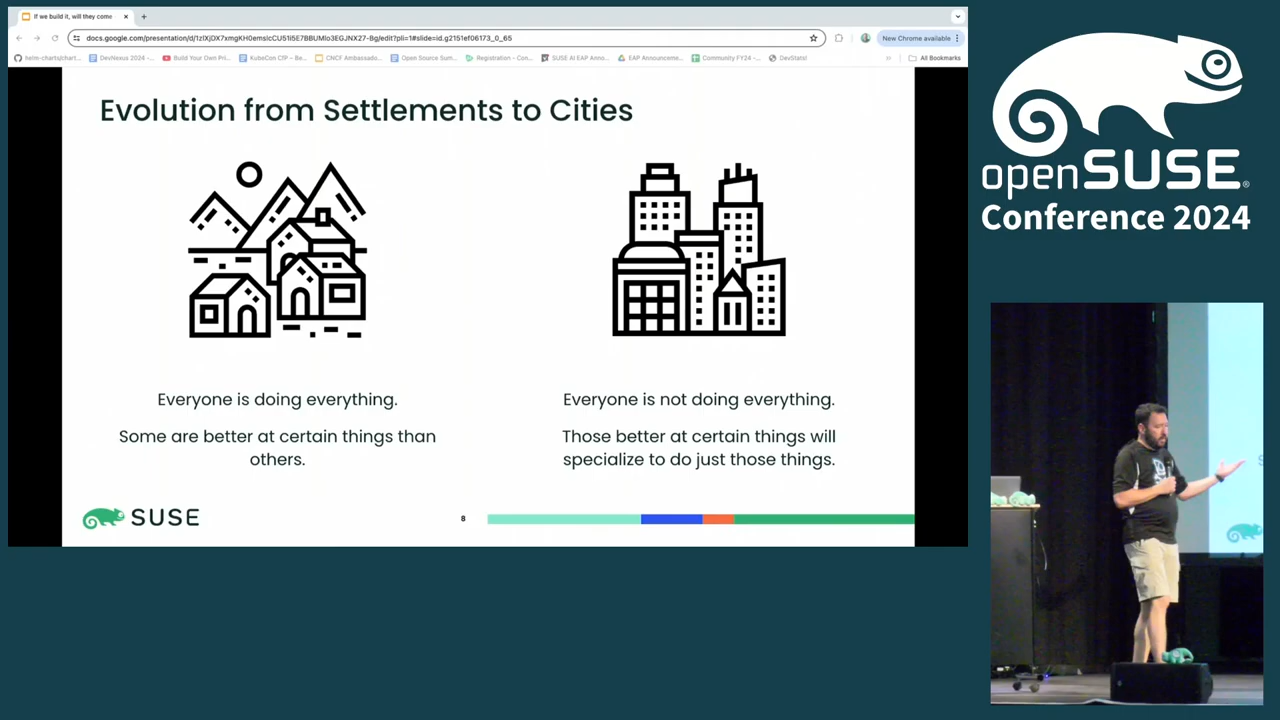 If we build it, will they come
docs.google.com/presentation/d/1zlXjDX7xmgKH0emslcCU51I5E7BBUMIo3EGJNX27-8g/edit?pli=1#slide=id.g2151ef06173_0_65
New Chrome available
helm-charts/chart...
DevNexus 2024 -...
Build Your Own Pri...
KubeCon CfP – Be...
CNCF Ambassado...
Open Source Sum...
Registration - Con...
SUSE AI EAP Anno...
EAP Announceme...
Community FY24 -...
DevStats!
All Bookmarks
Evolution from Settlements to Cities
Everyone is doing everything.
Some are better at certain things than
others.
Everyone is not doing everything.
Those better at certain things will
specialize to do just those things.
SUSE
8
openSUSE®
Conference 2024